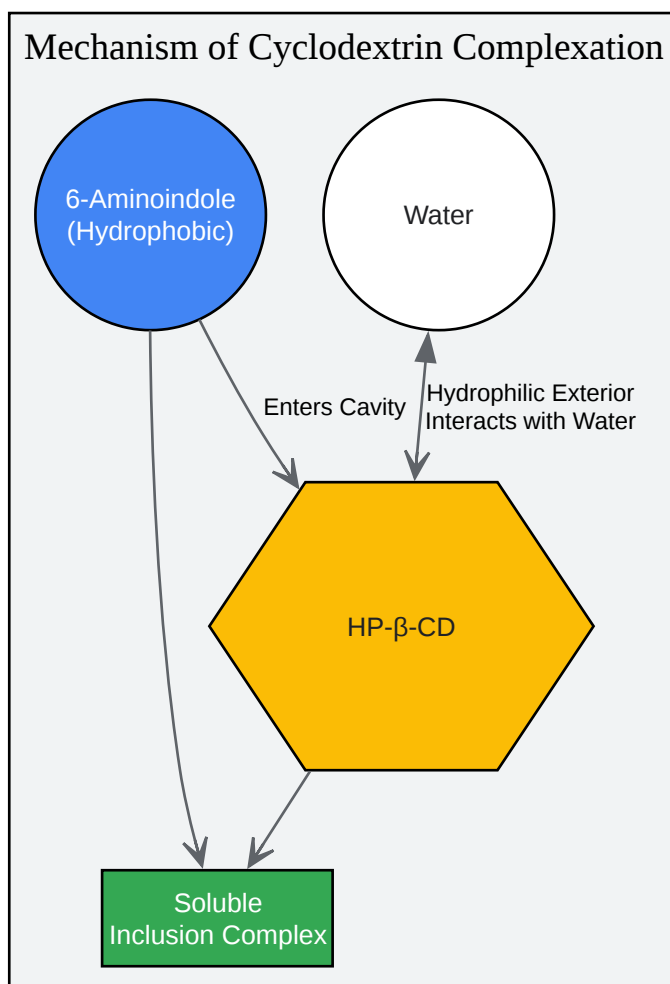 Mechanism of Cyclodextrin Complexation
6-Aminoindole
(Hydrophobic)
Water
Enters Cavity
Hydrophilic Exterior
Interacts with Water
HP-β-CD
Soluble
Inclusion Complex